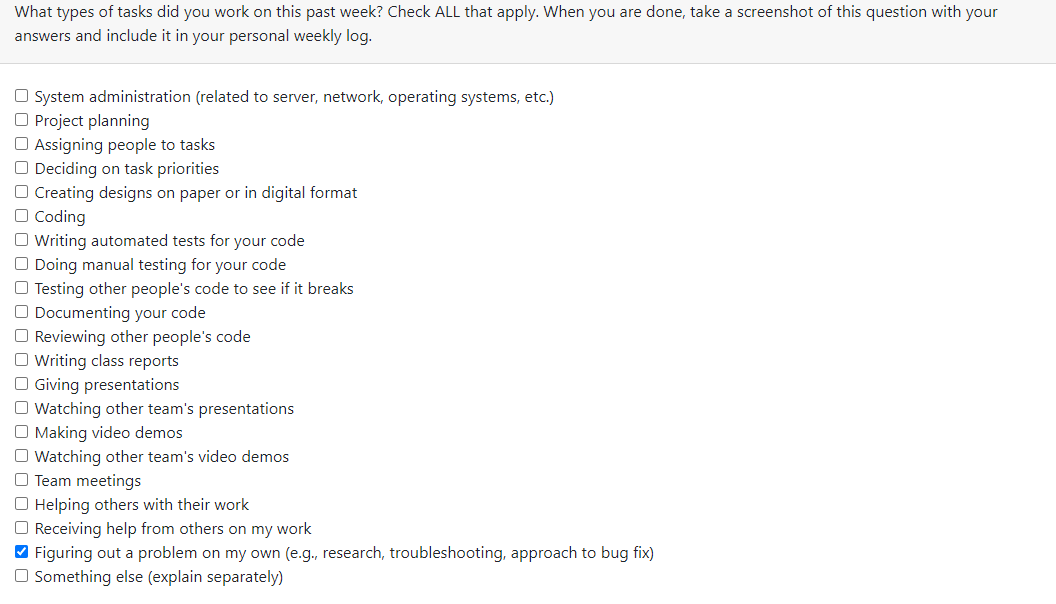 What types of tasks did you work on this past week? Check ALL that apply. When you are done, take a screenshot of this question with your
answers and include it in your personal weekly log.
System administration (related to server, network, operating systems, etc.)
Project planning
Assigning people to tasks
Deciding on task priorities
Creating designs on paper or in digital format
Coding
Writing automated tests for your code
Doing manual testing for your code
Testing other people's code to see if it breaks
Documenting your code
Reviewing other people's code
Writing class reports
Giving presentations
Watching other team's presentations
Making video demos
Watching other team's video demos
Team meetings
Helping others with their work
Receiving help from others on my work
Figuring out a problem on my own (e.g., research, troubleshooting, approach to bug fix)
Something else (explain separately)